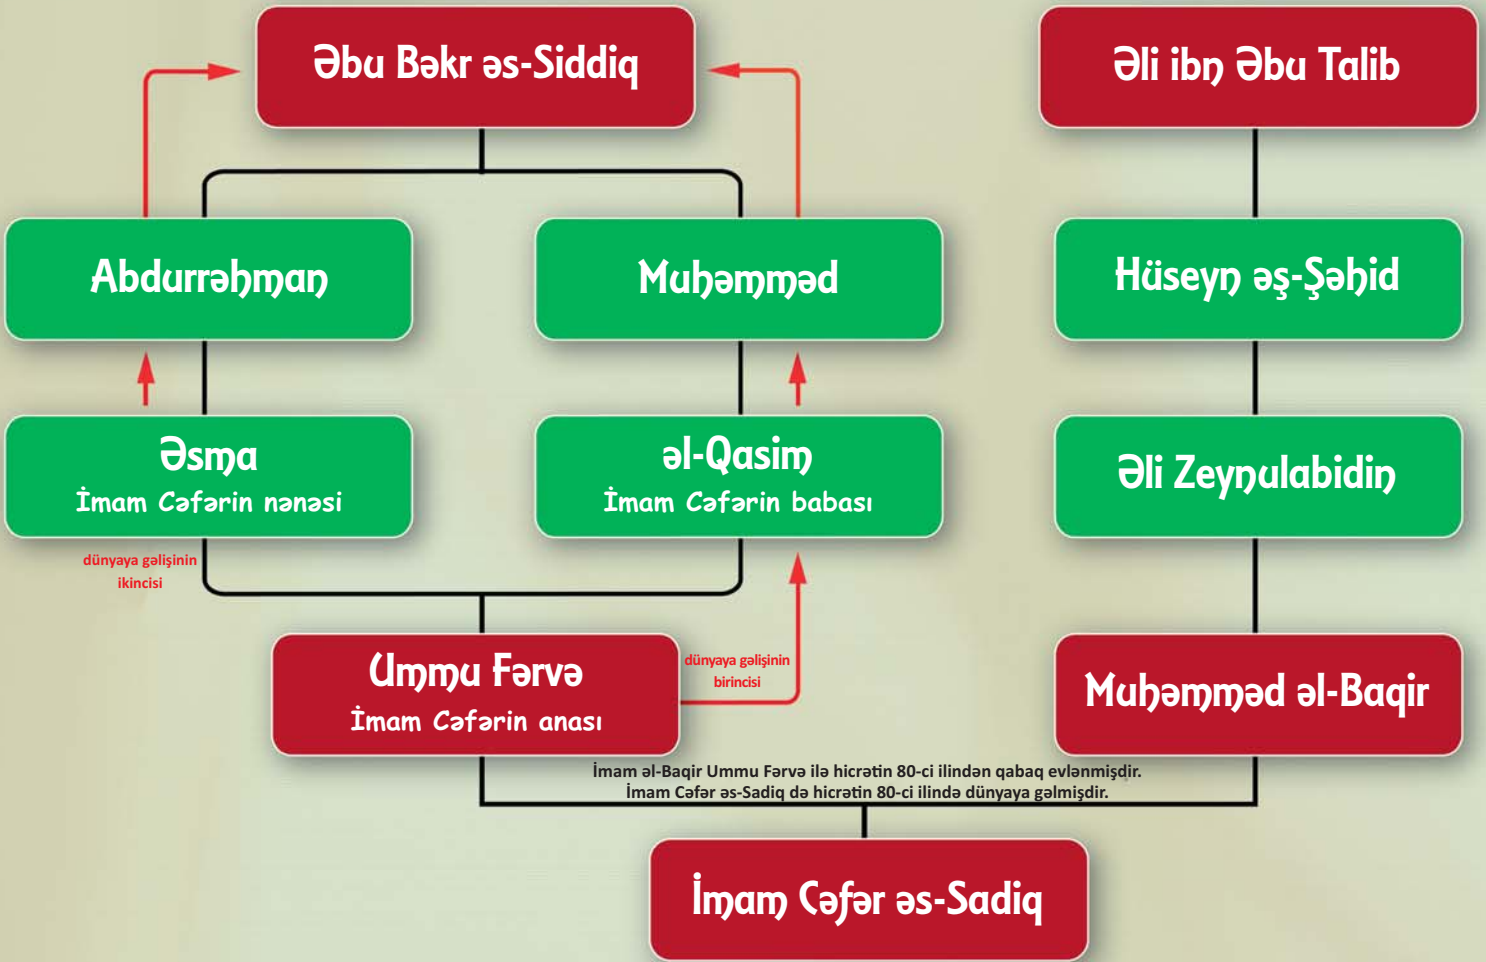 Əbu Bəkr əs-Siddiq
Əli ibn Əbu Talib
Abdurrəhman
Muhəmməd
Hüseyn əş-Şəhid
Əsma
İmam Cəfərin nənəsi
əl-Qasim
İmam Cəfərin babası
Əli Zeynulabidin
dünyaya gəlişinin
ikincisi
Ummu Fərvə
İmam Cəfərin anası
dünyaya gəlişinin
birincisi
Muhəmməd əl-Baqir
İmam əl-Baqir Ummu Fərvə ilə hicrətin 80-ci ilindən qabaq evlənmişdir.
İmam Cəfər əs-Sadiq də hicrətin 80-ci ilində dünyaya gəlmişdir.
İmam Cəfər əs-Sadiq